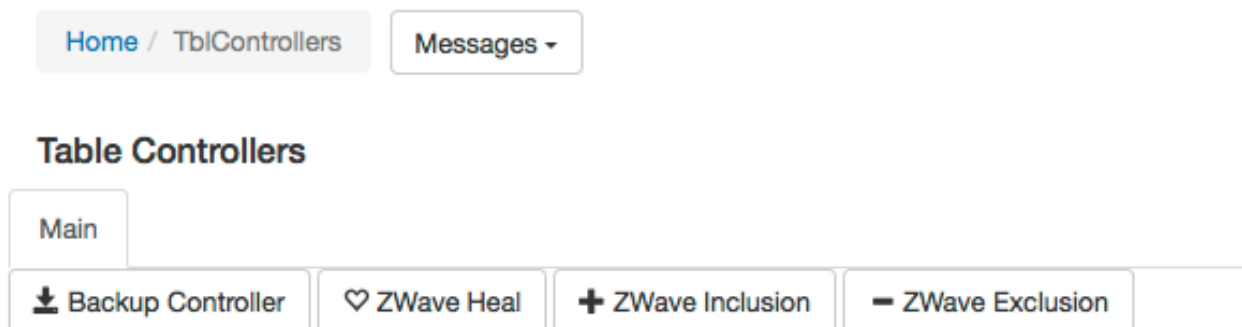 Home / TblControllers Messages
Table Controllers
Main
Backup Controller ZWave Heal ZWave Inclusion ZWave Exclusion